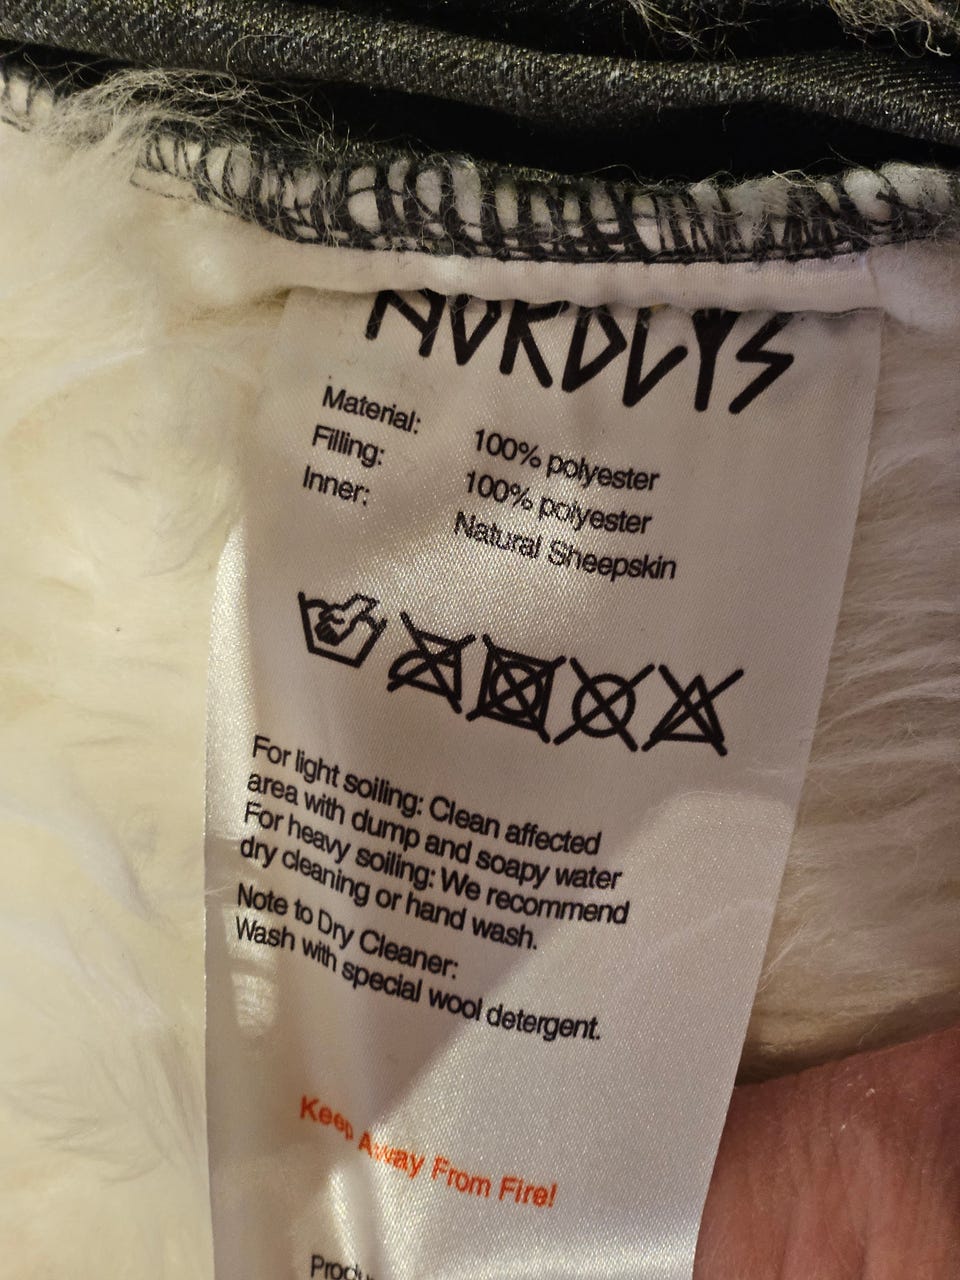 NORDLYS
Material: 100% polyester
Filling: 100% polyester
Inner: Natural Sheepskin
For light soiling: Clean affected
area with dump and soapy water
For heavy soiling: We recommend
dry cleaning or hand wash.
Note to Dry Cleaner:
Wash with special wool detergent.
Keep Away From Fire!